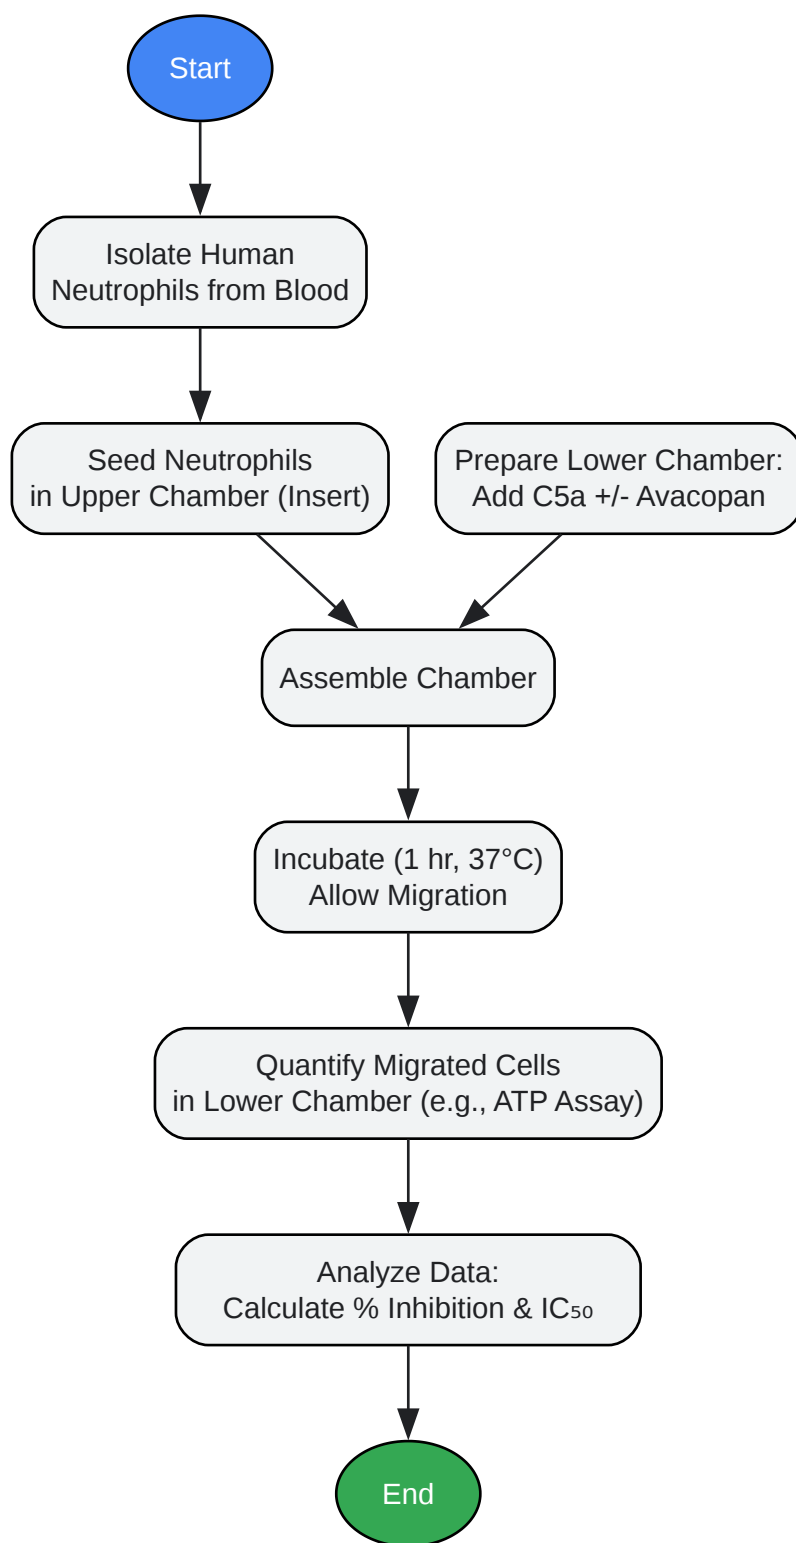 Start
Isolate Human
Neutrophils from Blood
Seed Neutrophils
in Upper Chamber (Insert)
Prepare Lower Chamber:
Add C5a +/- Avacopan
Assemble Chamber
Incubate (1 hr, 37°C)
Allow Migration
Quantify Migrated Cells
in Lower Chamber (e.g., ATP Assay)
Analyze Data:
Calculate % Inhibition & IC₅₀
End